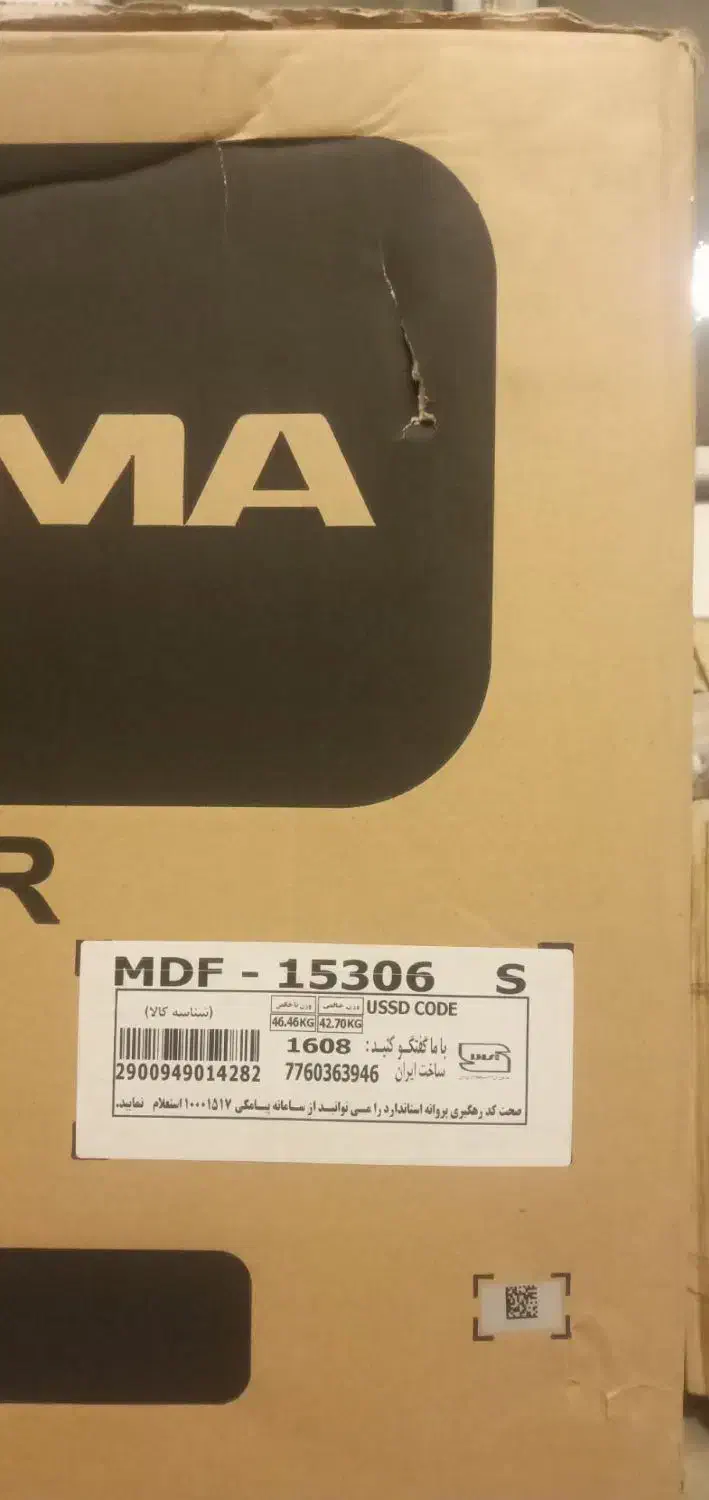 MA
R
MDF - 15306 S
(شناسه کالا)
وزن ناخالص وزن خالص USSD CODE
46.46KG 42.70KG
با ما گفتگو کنید: 1608
2900949014282 7760363946 ساخت ایران
صحت کد رهگیری پروانه استاندارد را می توانید از سامانه پیامکی ۱۰۰۰۱۵۱۷ استعلام نمایید.